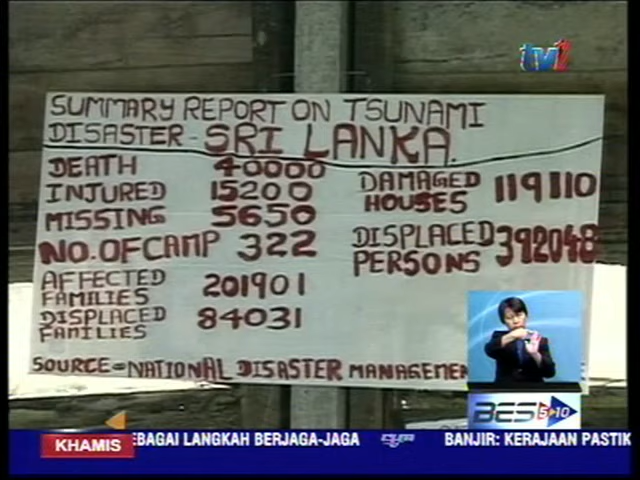 tv1
SUMMARY REPORT ON TSUNAMI
DISASTER - SRI LANKA.
DEATH 40000
INJURED 15200
MISSING 5650
NO. OF CAMP 322
AFFECTED FAMILIES 201901
DISPLACED FAMILIES 84031
DAMAGED HOUSES 119110
DISPLACED PERSONS 392048
SOURCE = NATIONAL DISASTER MANAGEMEN
BES 5 10
KHAMIS EBAGAI LANGKAH BERJAGA-JAGA BANJIR: KERAJAAN PASTIK